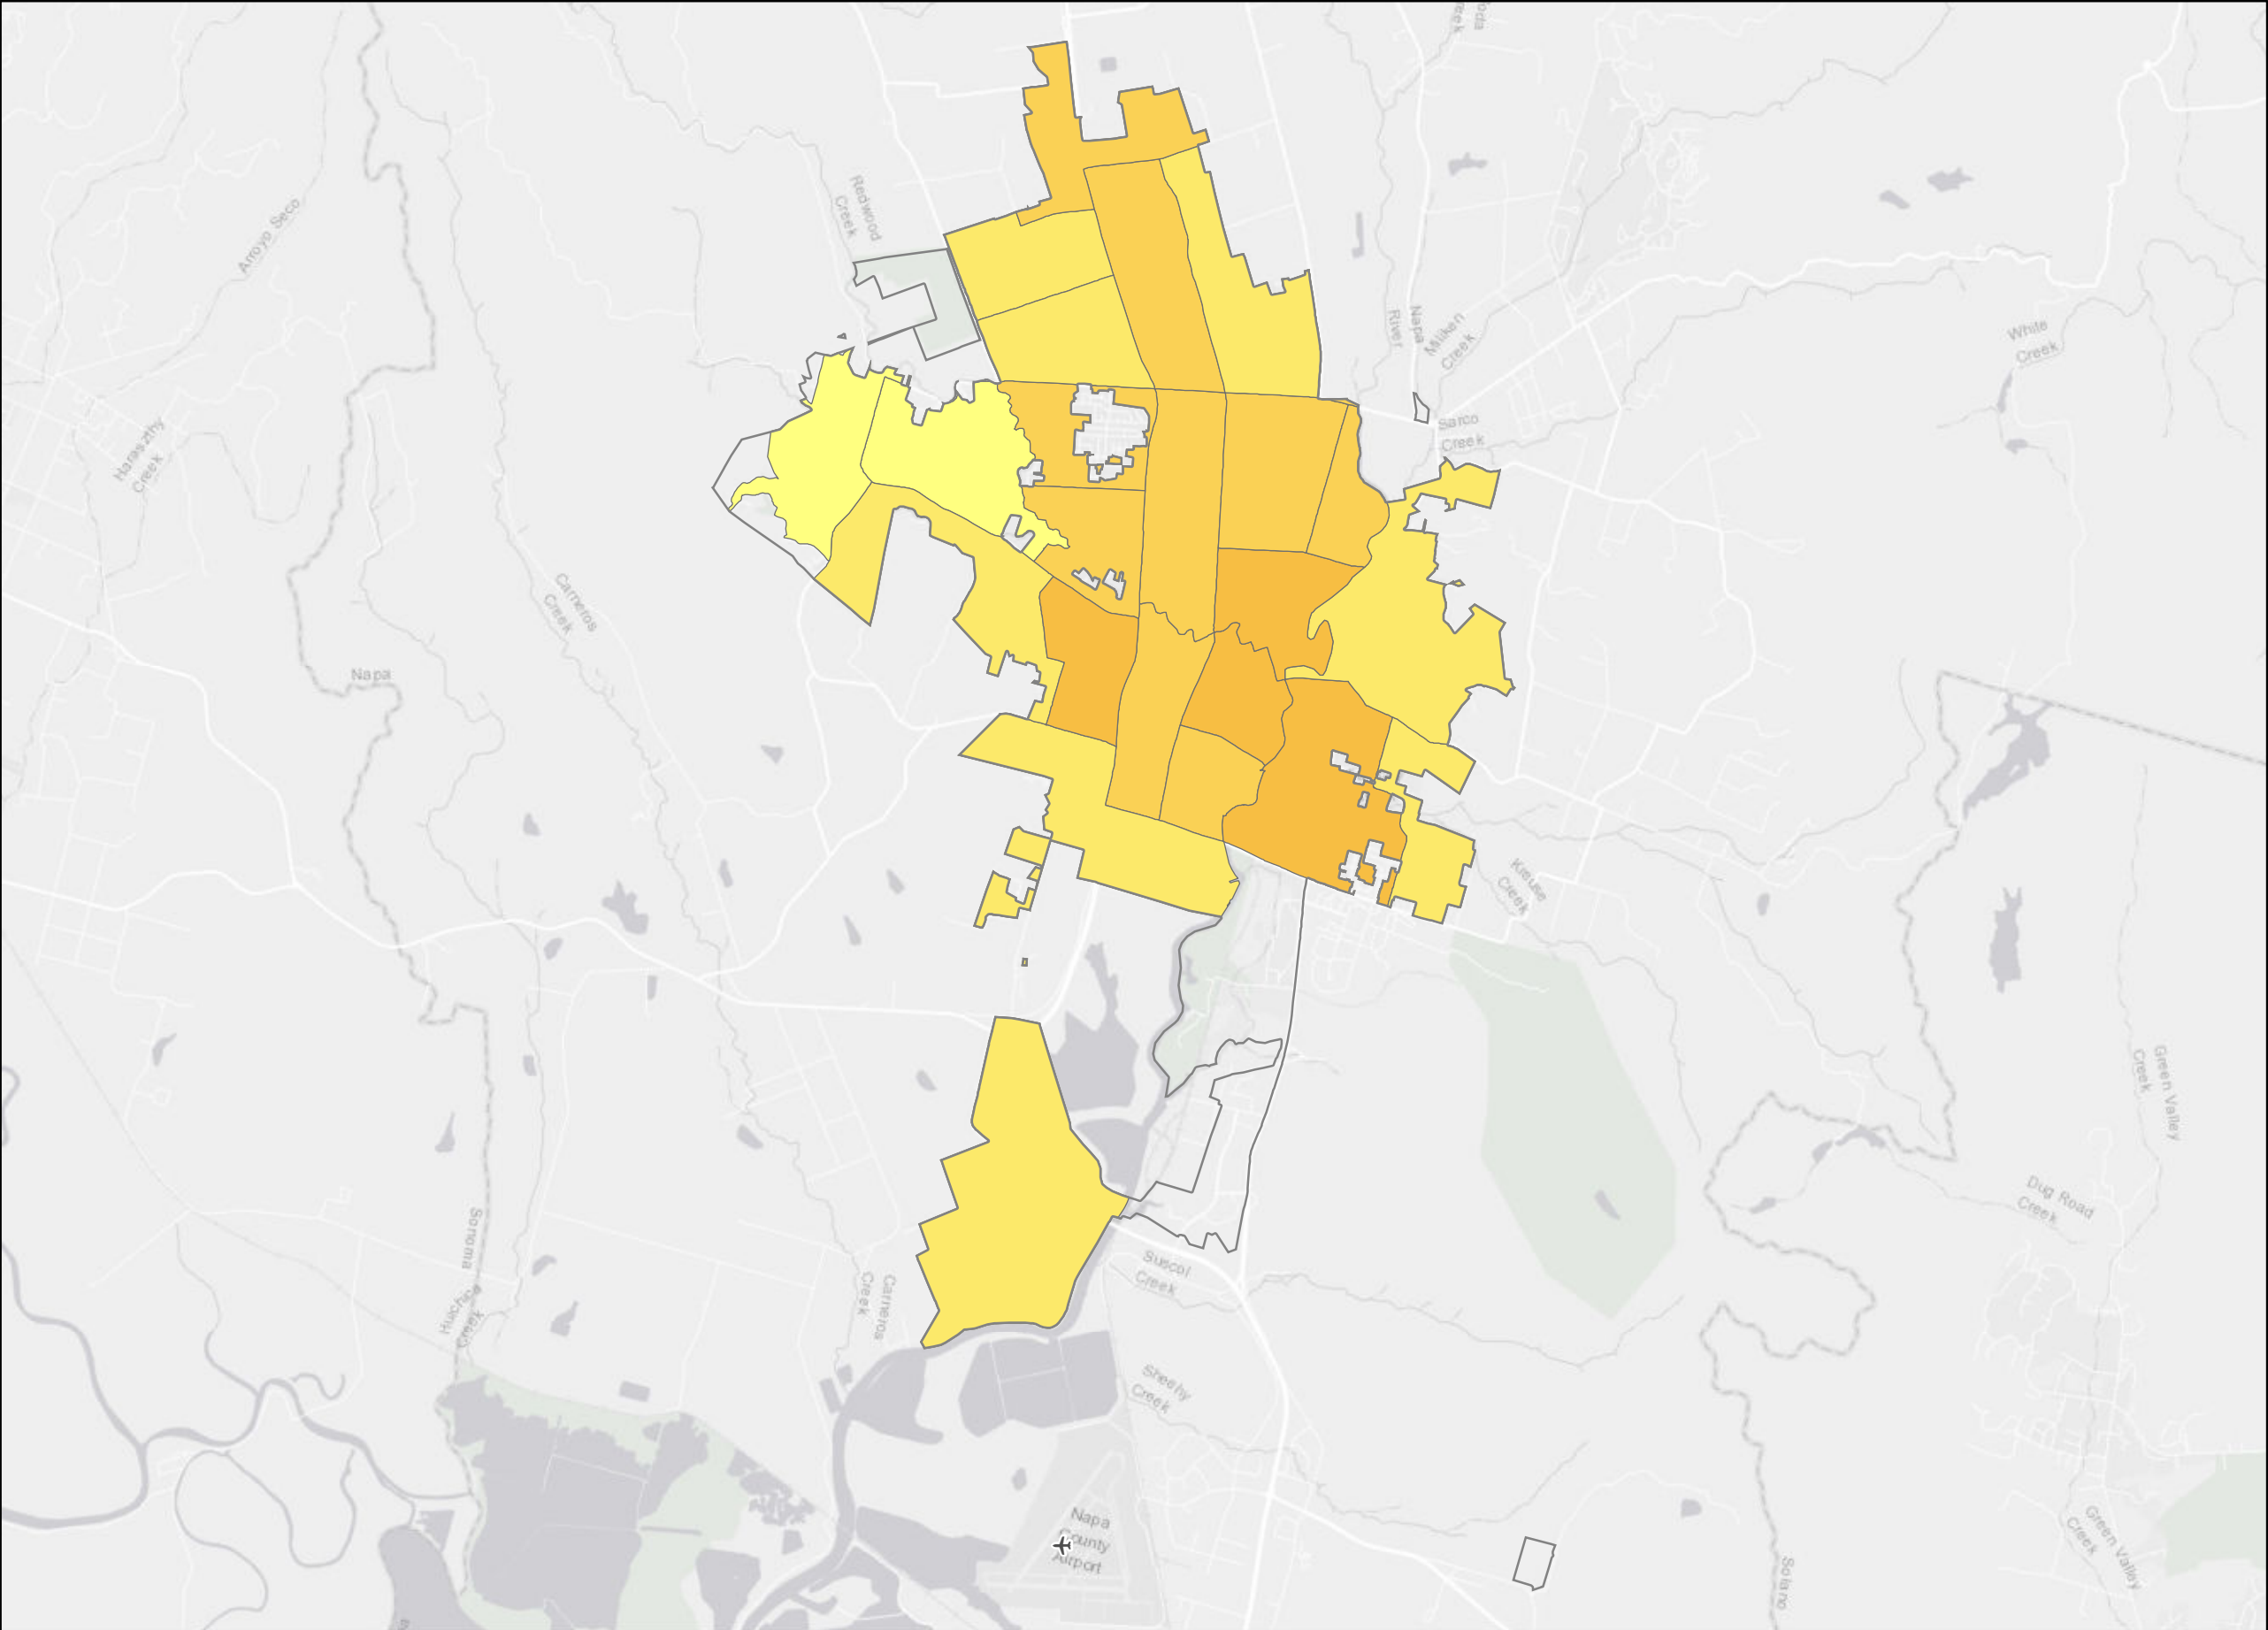 Redwood
Creek
Arroyo Seco
Napa
River
Milliken
Creek
White
Creek
Sarco
Creek
Haraszthy
Creek
Carneros
Creek
Napa
Kreuse
Creek
Green Valley
Creek
Dug Road
Creek
Sonoma
Suscol
Creek
Carneros
Creek
Huichica
Creek
Sheehy
Creek
Napa
County
Airport
Green Valley
Creek
Solano